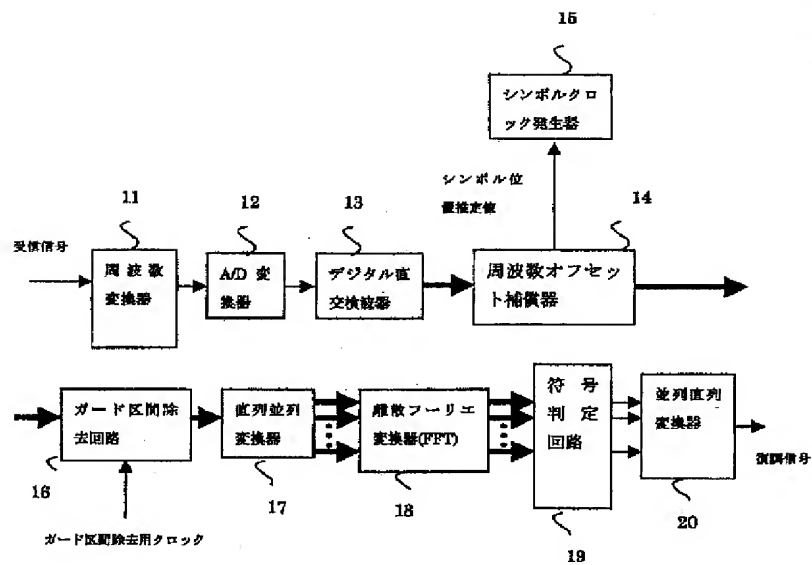 15
シンボルクロ
ック発生器
シンボル位
置推定値
11
12
13
14
受信信号
周波数
変換器
A/D 変
換器
デジタル直
交検波器
周波数オフセッ
ト補償器
ガード区間除
去回路
直列並列
変換器
離散フーリエ
変換器(FFT)
符号
判定
回路
並列直列
変換器
復調信号
16
17
18
19
20
ガード区間除去用クロック